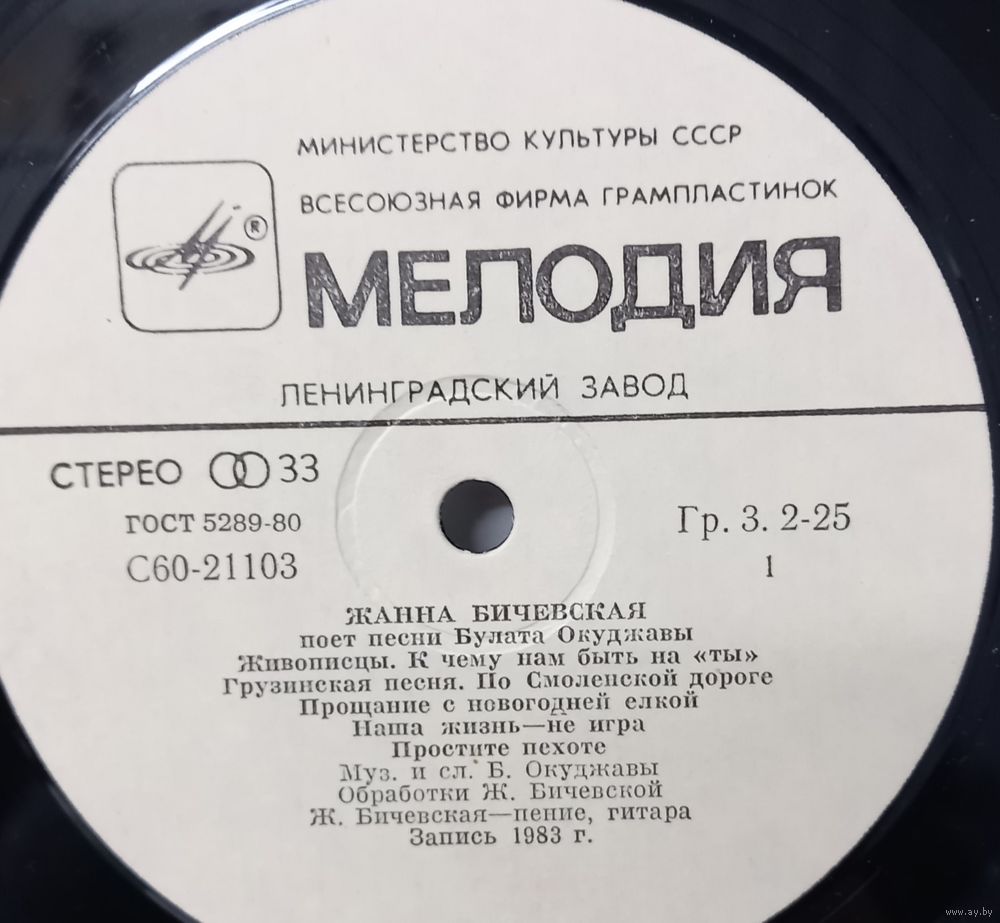 МИНИСТЕРСТВО КУЛЬТУРЫ СССР
ВСЕСОЮЗНАЯ ФИРМА ГРАМПЛАСТИНОК
®
МЕЛОДИЯ
ЛЕНИНГРАДСКИЙ ЗАВОД
СТЕРЕО 33
ГОСТ 5289-80
Гр. 3. 2-25
С60-21103
1
ЖАННА БИЧЕВСКАЯ
поет песни Булата Окуджавы
Живописцы. К чему нам быть на «ты»
Грузинская песня. По Смоленской дороге
Прощание с новогодней елкой
Наша жизнь—не игра
Простите пехоте
Муз. и сл. Б. Окуджавы
Обработки Ж. Бичевской
Ж. Бичевская—пение, гитара
Запись 1983 г.
www.ay.by